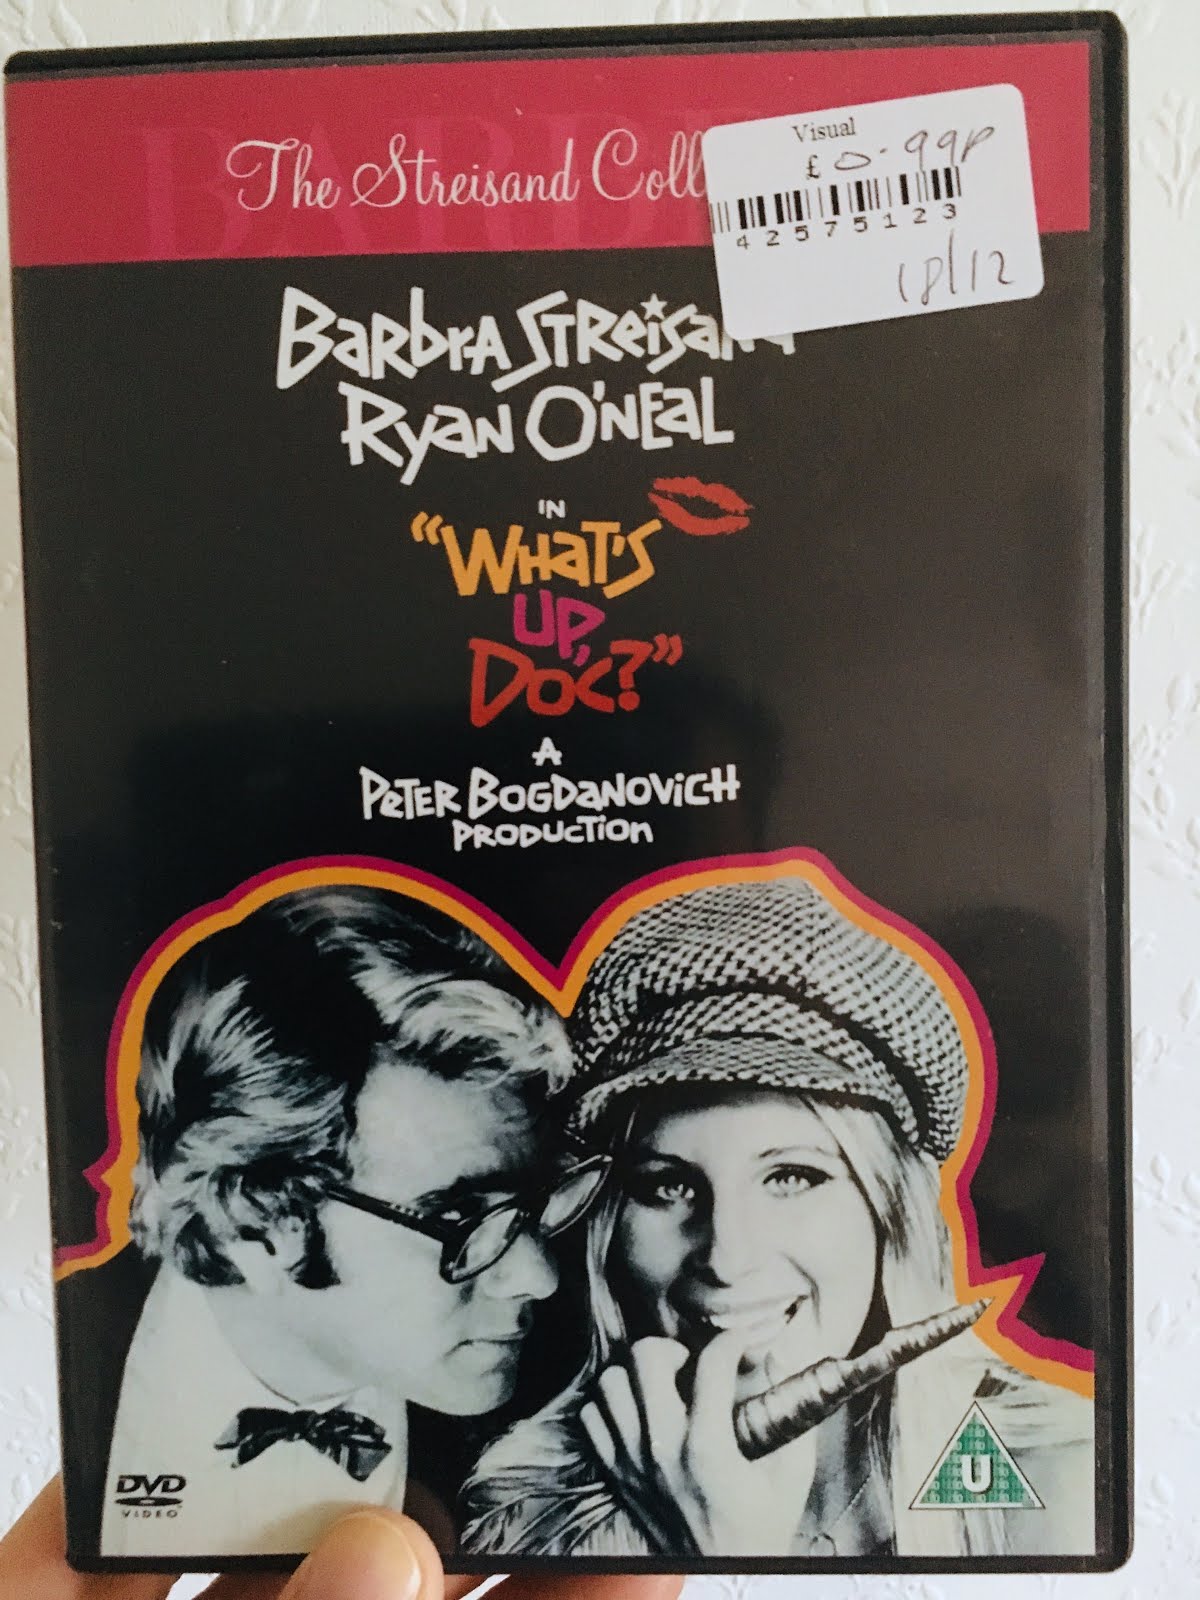 The Streisand Coll
Visual
£ 0.99p
42575123
18/12
Barbra Streisand
Ryan O'Neal
in
"What's
Up,
Doc?"
A
Peter Bogdanovich
Production
DVD
VIDEO
U